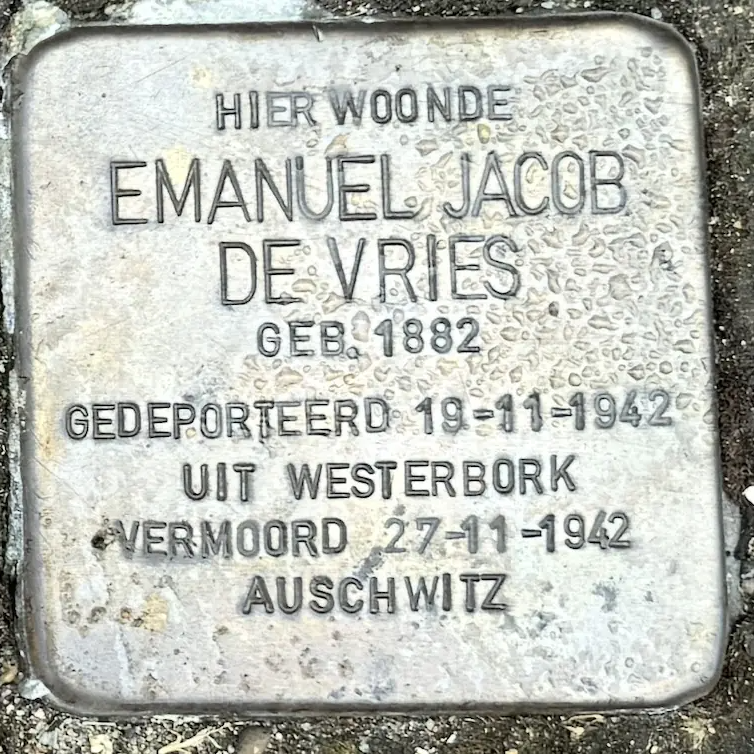 HIER WOONDE
EMANUEL JACOB
DE VRIES
GEB. 1882
GEDEPORTEERD 19-11-1942
UIT WESTERBORK
VERMOORD 27-11-1942
AUSCHWITZ